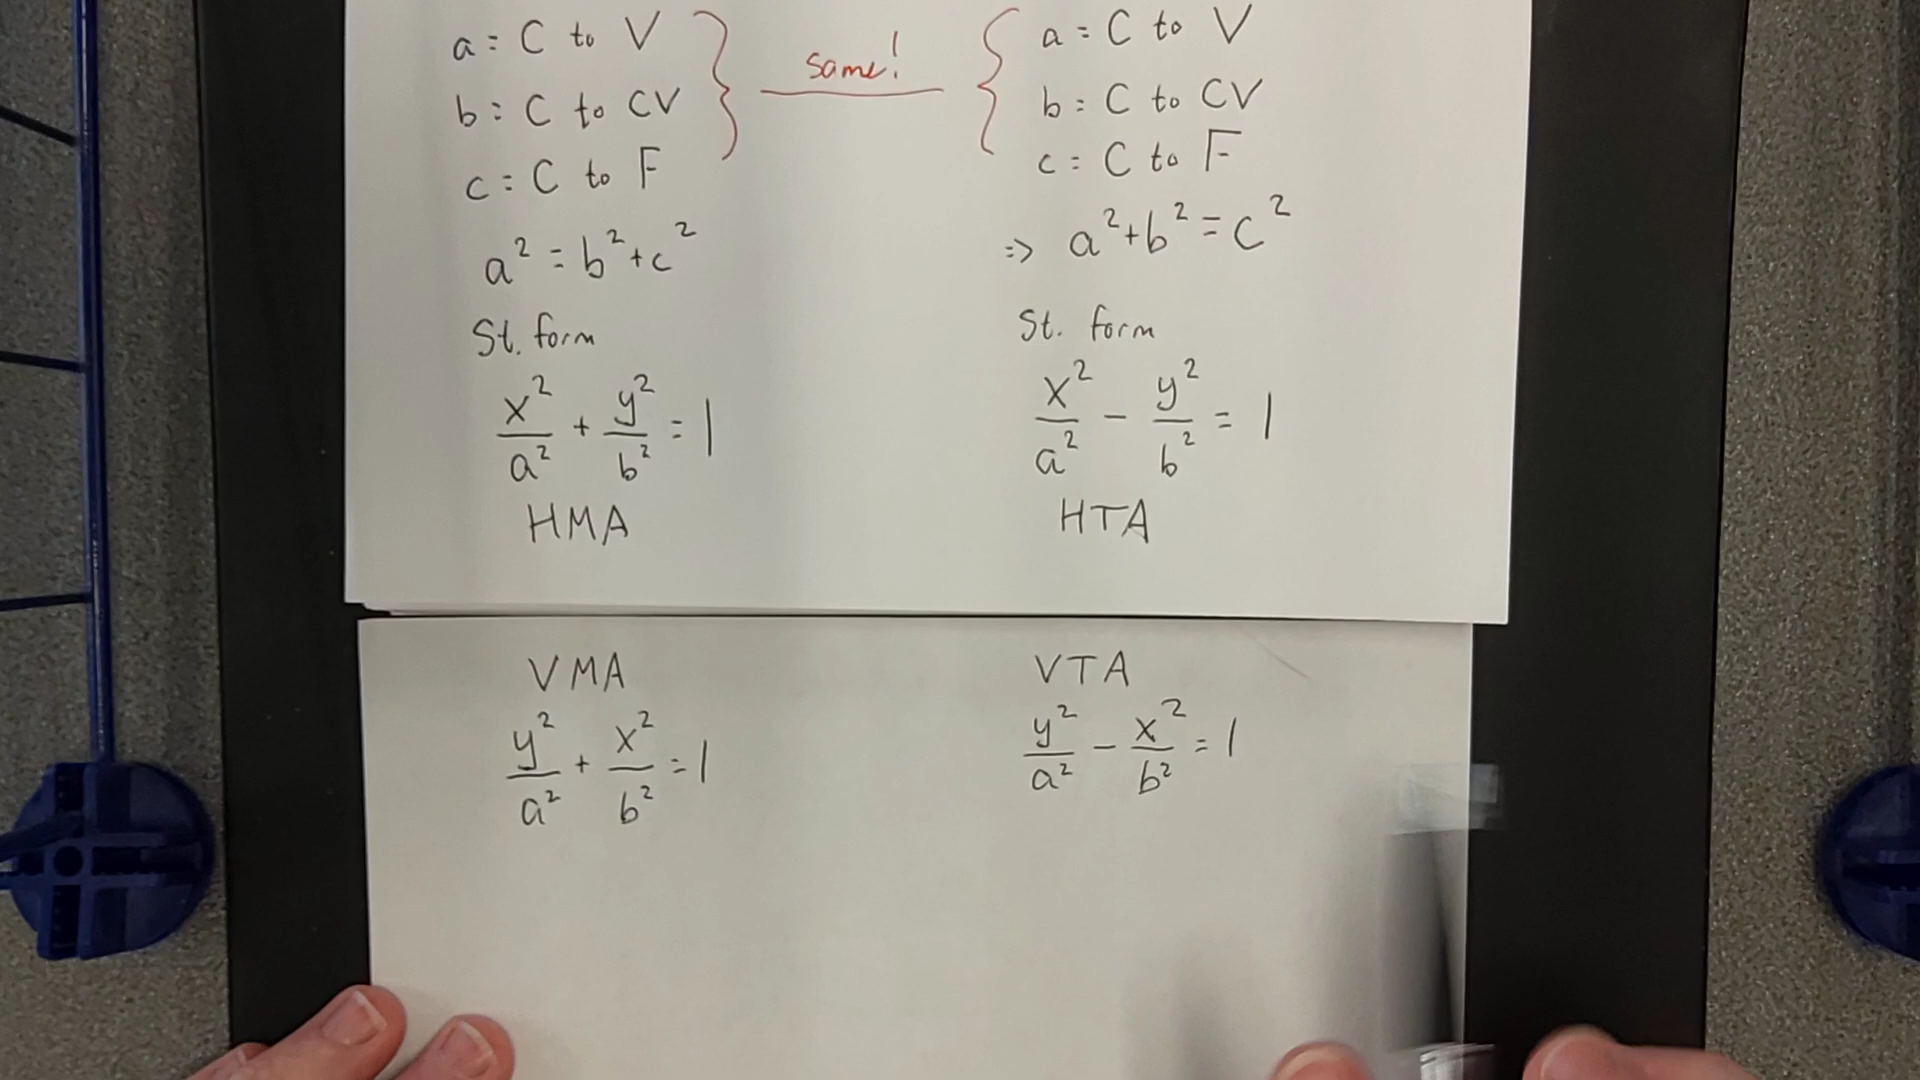 a = C to V
b = C to CV
c = C to F
a² = b² + c²
St. form
x²/a² + y²/b² = 1
HMA
same!
a = C to V
b = C to CV
c = C to F
=> a² + b² = c²
St. form
x²/a² - y²/b² = 1
HTA
VMA
y²/a² + x²/b² = 1
VTA
y²/a² - x²/b² = 1